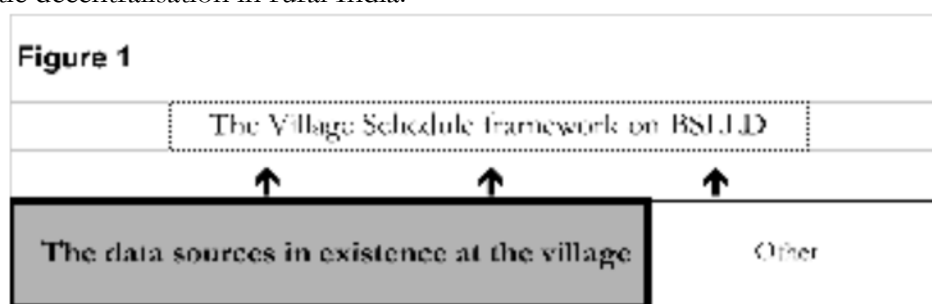 tic decentralisation in rural India.
Figure 1
The Village Schedule framework on BSLLD
The data sources in existence at the village
Other